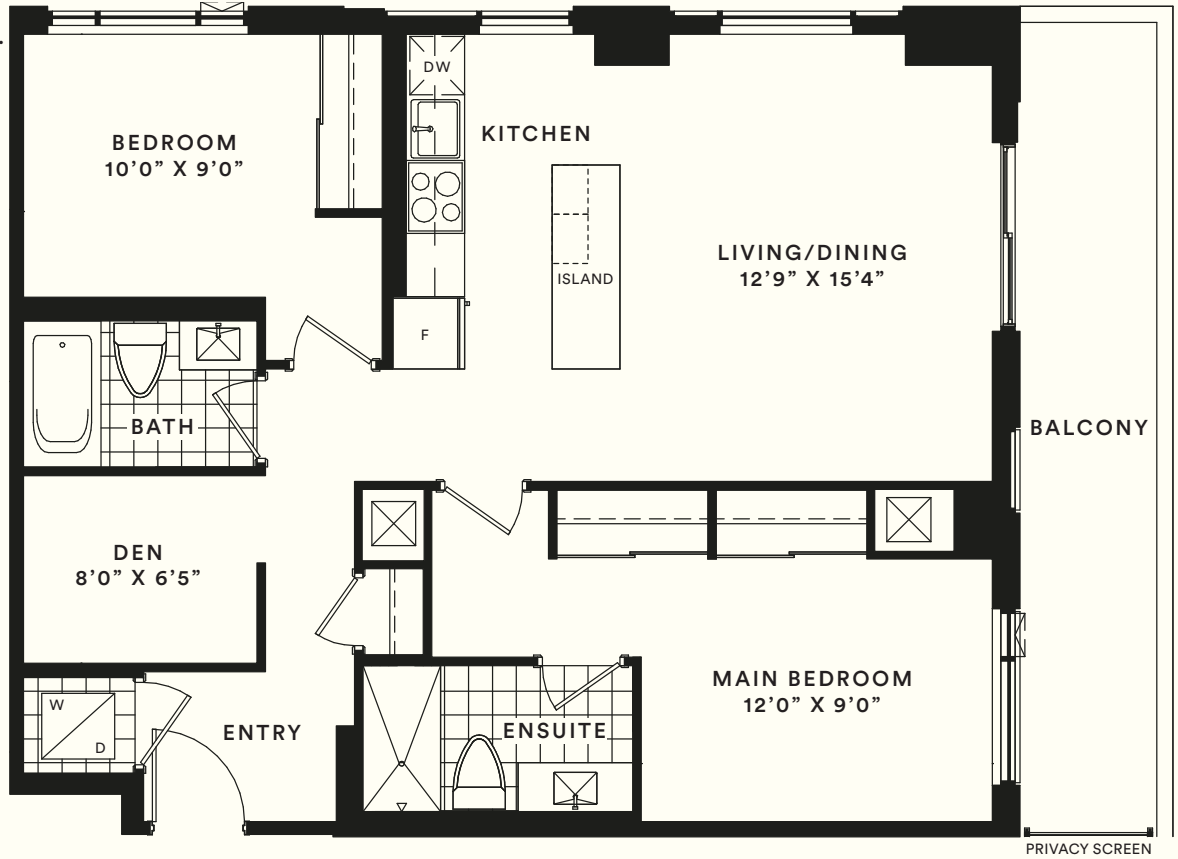 DW
KITCHEN
BEDROOM
10’0” X 9’0”
LIVING/DINING
12’9” X 15’4”
ISLAND
F
BATH
BALCONY
DEN
8’0” X 6’5”
MAIN BEDROOM
12’0” X 9’0”
W
D
ENTRY
ENSUITE
PRIVACY SCREEN